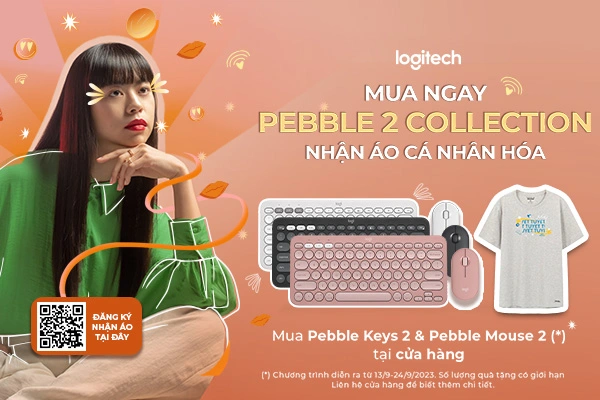 logitech
MUA NGAY
PEBBLE 2 COLLECTION
NHẬN ÁO CÁ NHÂN HÓA
ĐĂNG KÝ
NHẬN ÁO
TẠI ĐÂY
Mua Pebble Keys 2 & Pebble Mouse 2 (*)
tại cửa hàng
(*) Chương trình diễn ra từ 13/9-24/9/2023. Số lượng quà tặng có giới hạn
Liên hệ cửa hàng để biết thêm chi tiết.